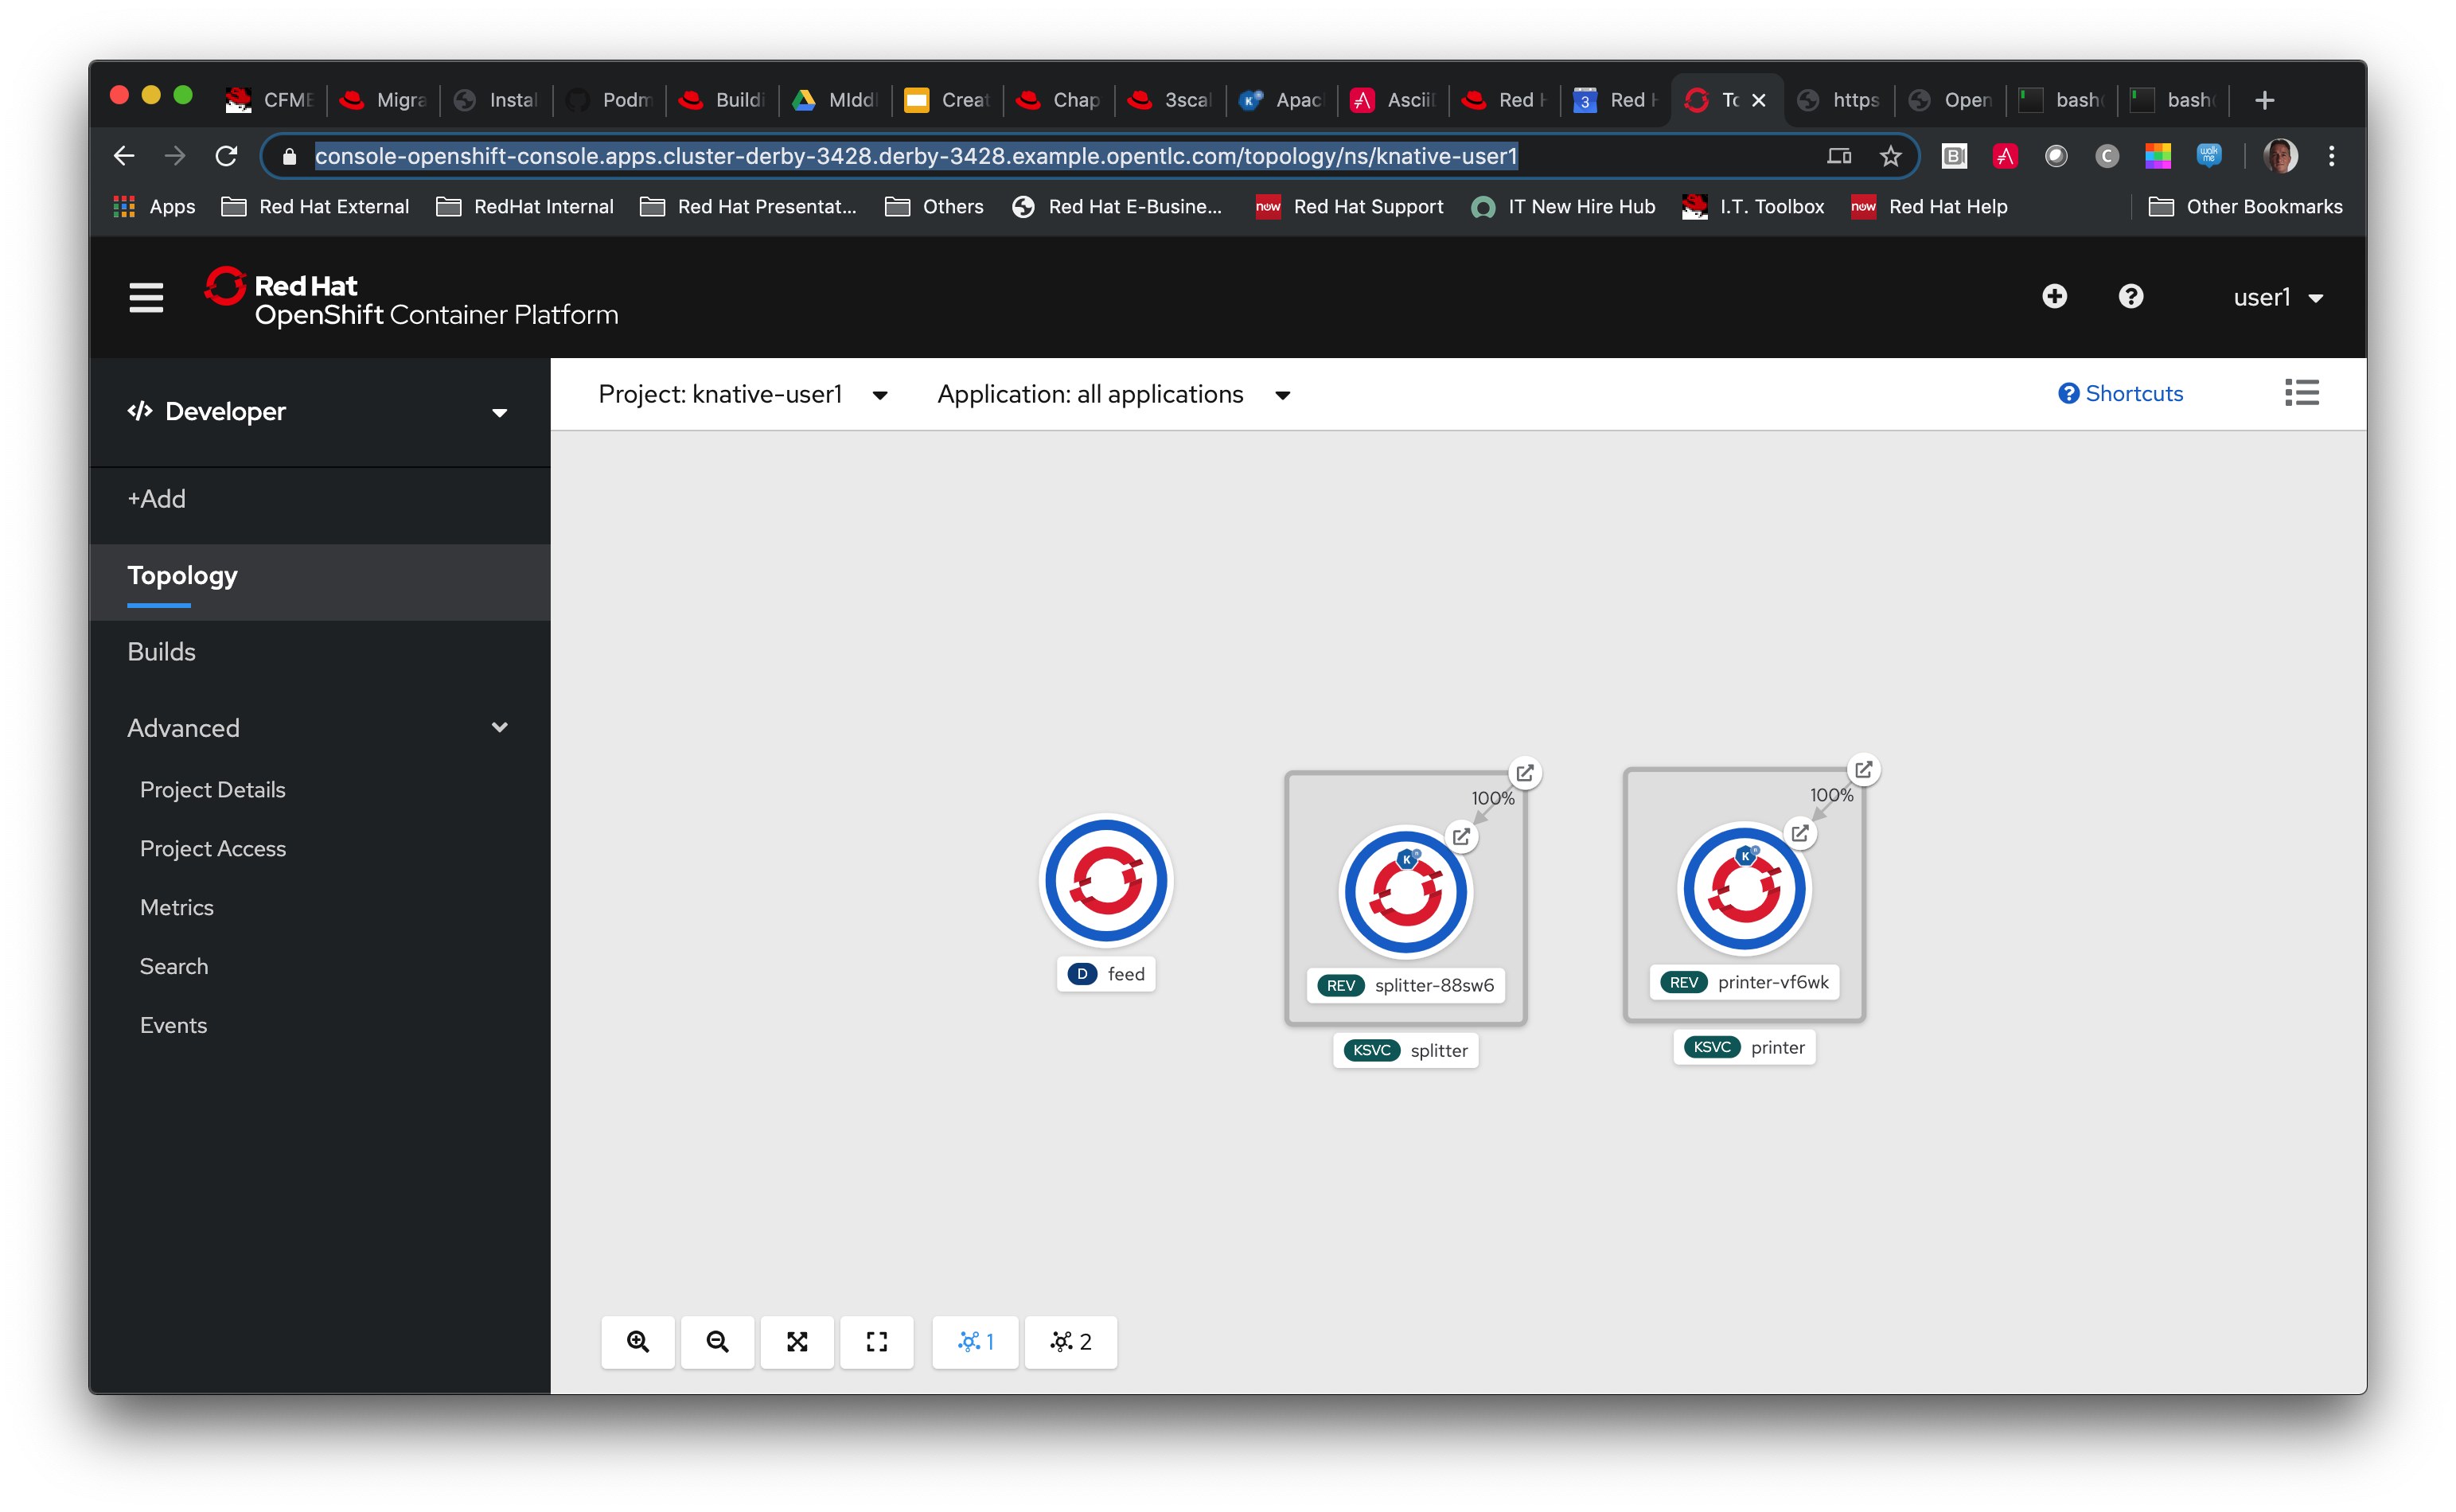 CFME Migra Instal Podm Buildi MIddl Creat Chap 3scal Apac Ascii Red H 3 Red H To https Open bash bash
console-openshift-console.apps.cluster-derby-3428.derby-3428.example.opentlc.com/topology/ns/knative-user1
Apps Red Hat External RedHat Internal Red Hat Presentat... Others Red Hat E-Busine... now Red Hat Support IT New Hire Hub I.T. Toolbox now Red Hat Help Other Bookmarks
Red Hat
OpenShift Container Platform
user1
Developer
Project: knative-user1 Application: all applications Shortcuts
+Add
Topology
Builds
Advanced
Project Details
Project Access
Metrics
Search
Events
100%
100%
D feed
REV splitter-88sw6
REV printer-vf6wk
KSVC splitter
KSVC printer
1
2